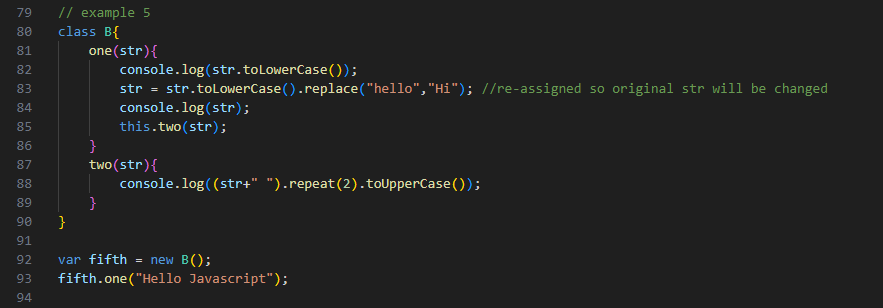 79 // example 5
80 class B{
81     one(str){
82         console.log(str.toLowerCase());
83         str = str.toLowerCase().replace("hello","Hi"); //re-assigned so original str will be changed
84         console.log(str);
85         this.two(str);
86     }
87     two(str){
88         console.log((str+" ").repeat(2).toUpperCase());
89     }
90 }
91
92 var fifth = new B();
93 fifth.one("Hello Javascript");
94